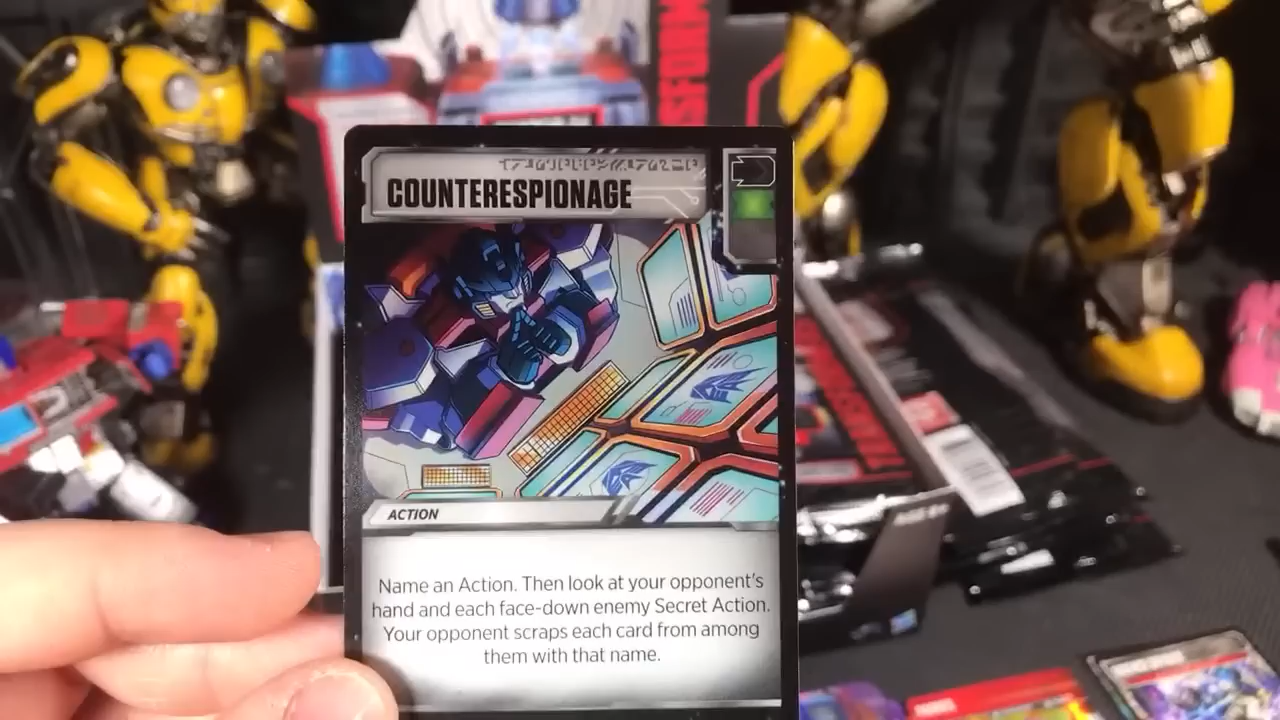 COUNTERESPIONAGE
ACTION
Name an Action. Then look at your opponent's
hand and each face-down enemy Secret Action.
Your opponent scraps each card from among
them with that name.